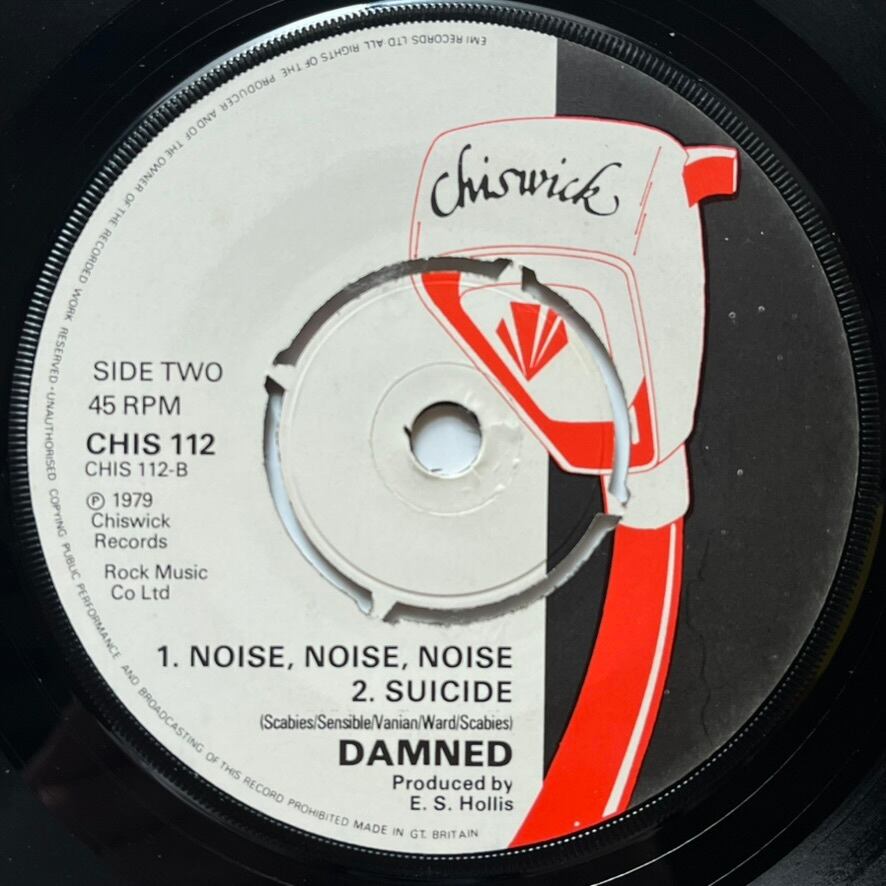 EMI RECORDS LTD·ALL RIGHTS OF THE PRODUCER AND OF THE OWNER OF THE RECORDED WORK RESERVED·UNAUTHORISED COPYING PUBLIC PERFORMANCE AND BROADCASTING OF THIS RECORD PROHIBITED MADE IN GT. BRITAIN
Chiswick
SIDE TWO
45 RPM
CHIS 112
CHIS 112-B
℗ 1979
Chiswick
Records
Rock Music
Co Ltd
1. NOISE, NOISE, NOISE
2. SUICIDE
(Scabies/Sensible/Vanian/Ward/Scabies)
DAMNED
Produced by
E. S. Hollis